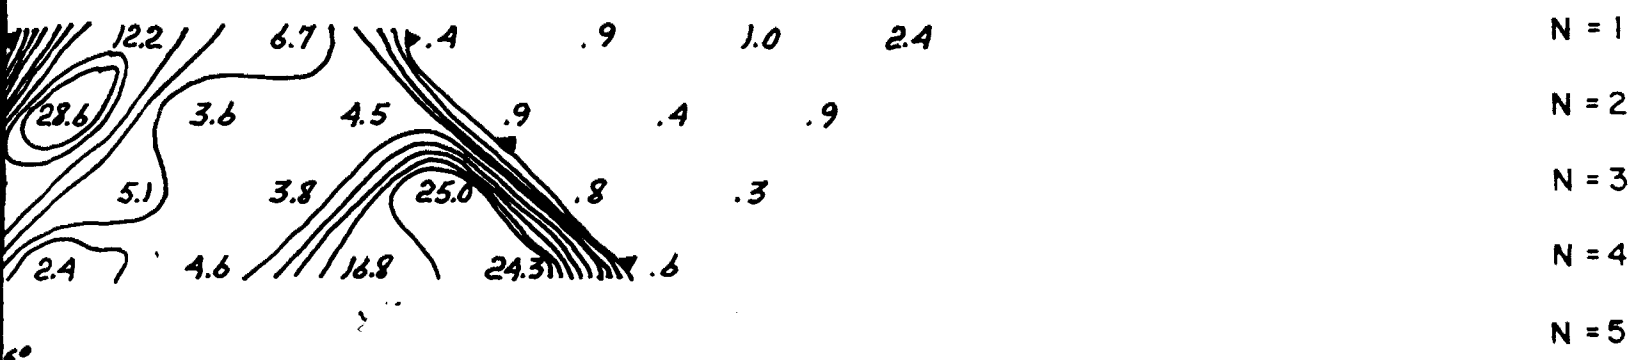 12.2 6.7 .4 .9 1.0 2.4 N = 1
28.6 3.6 4.5 .9 .4 .9 N = 2
5.1 3.8 25.0 .8 .3 N = 3
2.4 4.6 16.8 24.3 .6 N = 4
N = 5